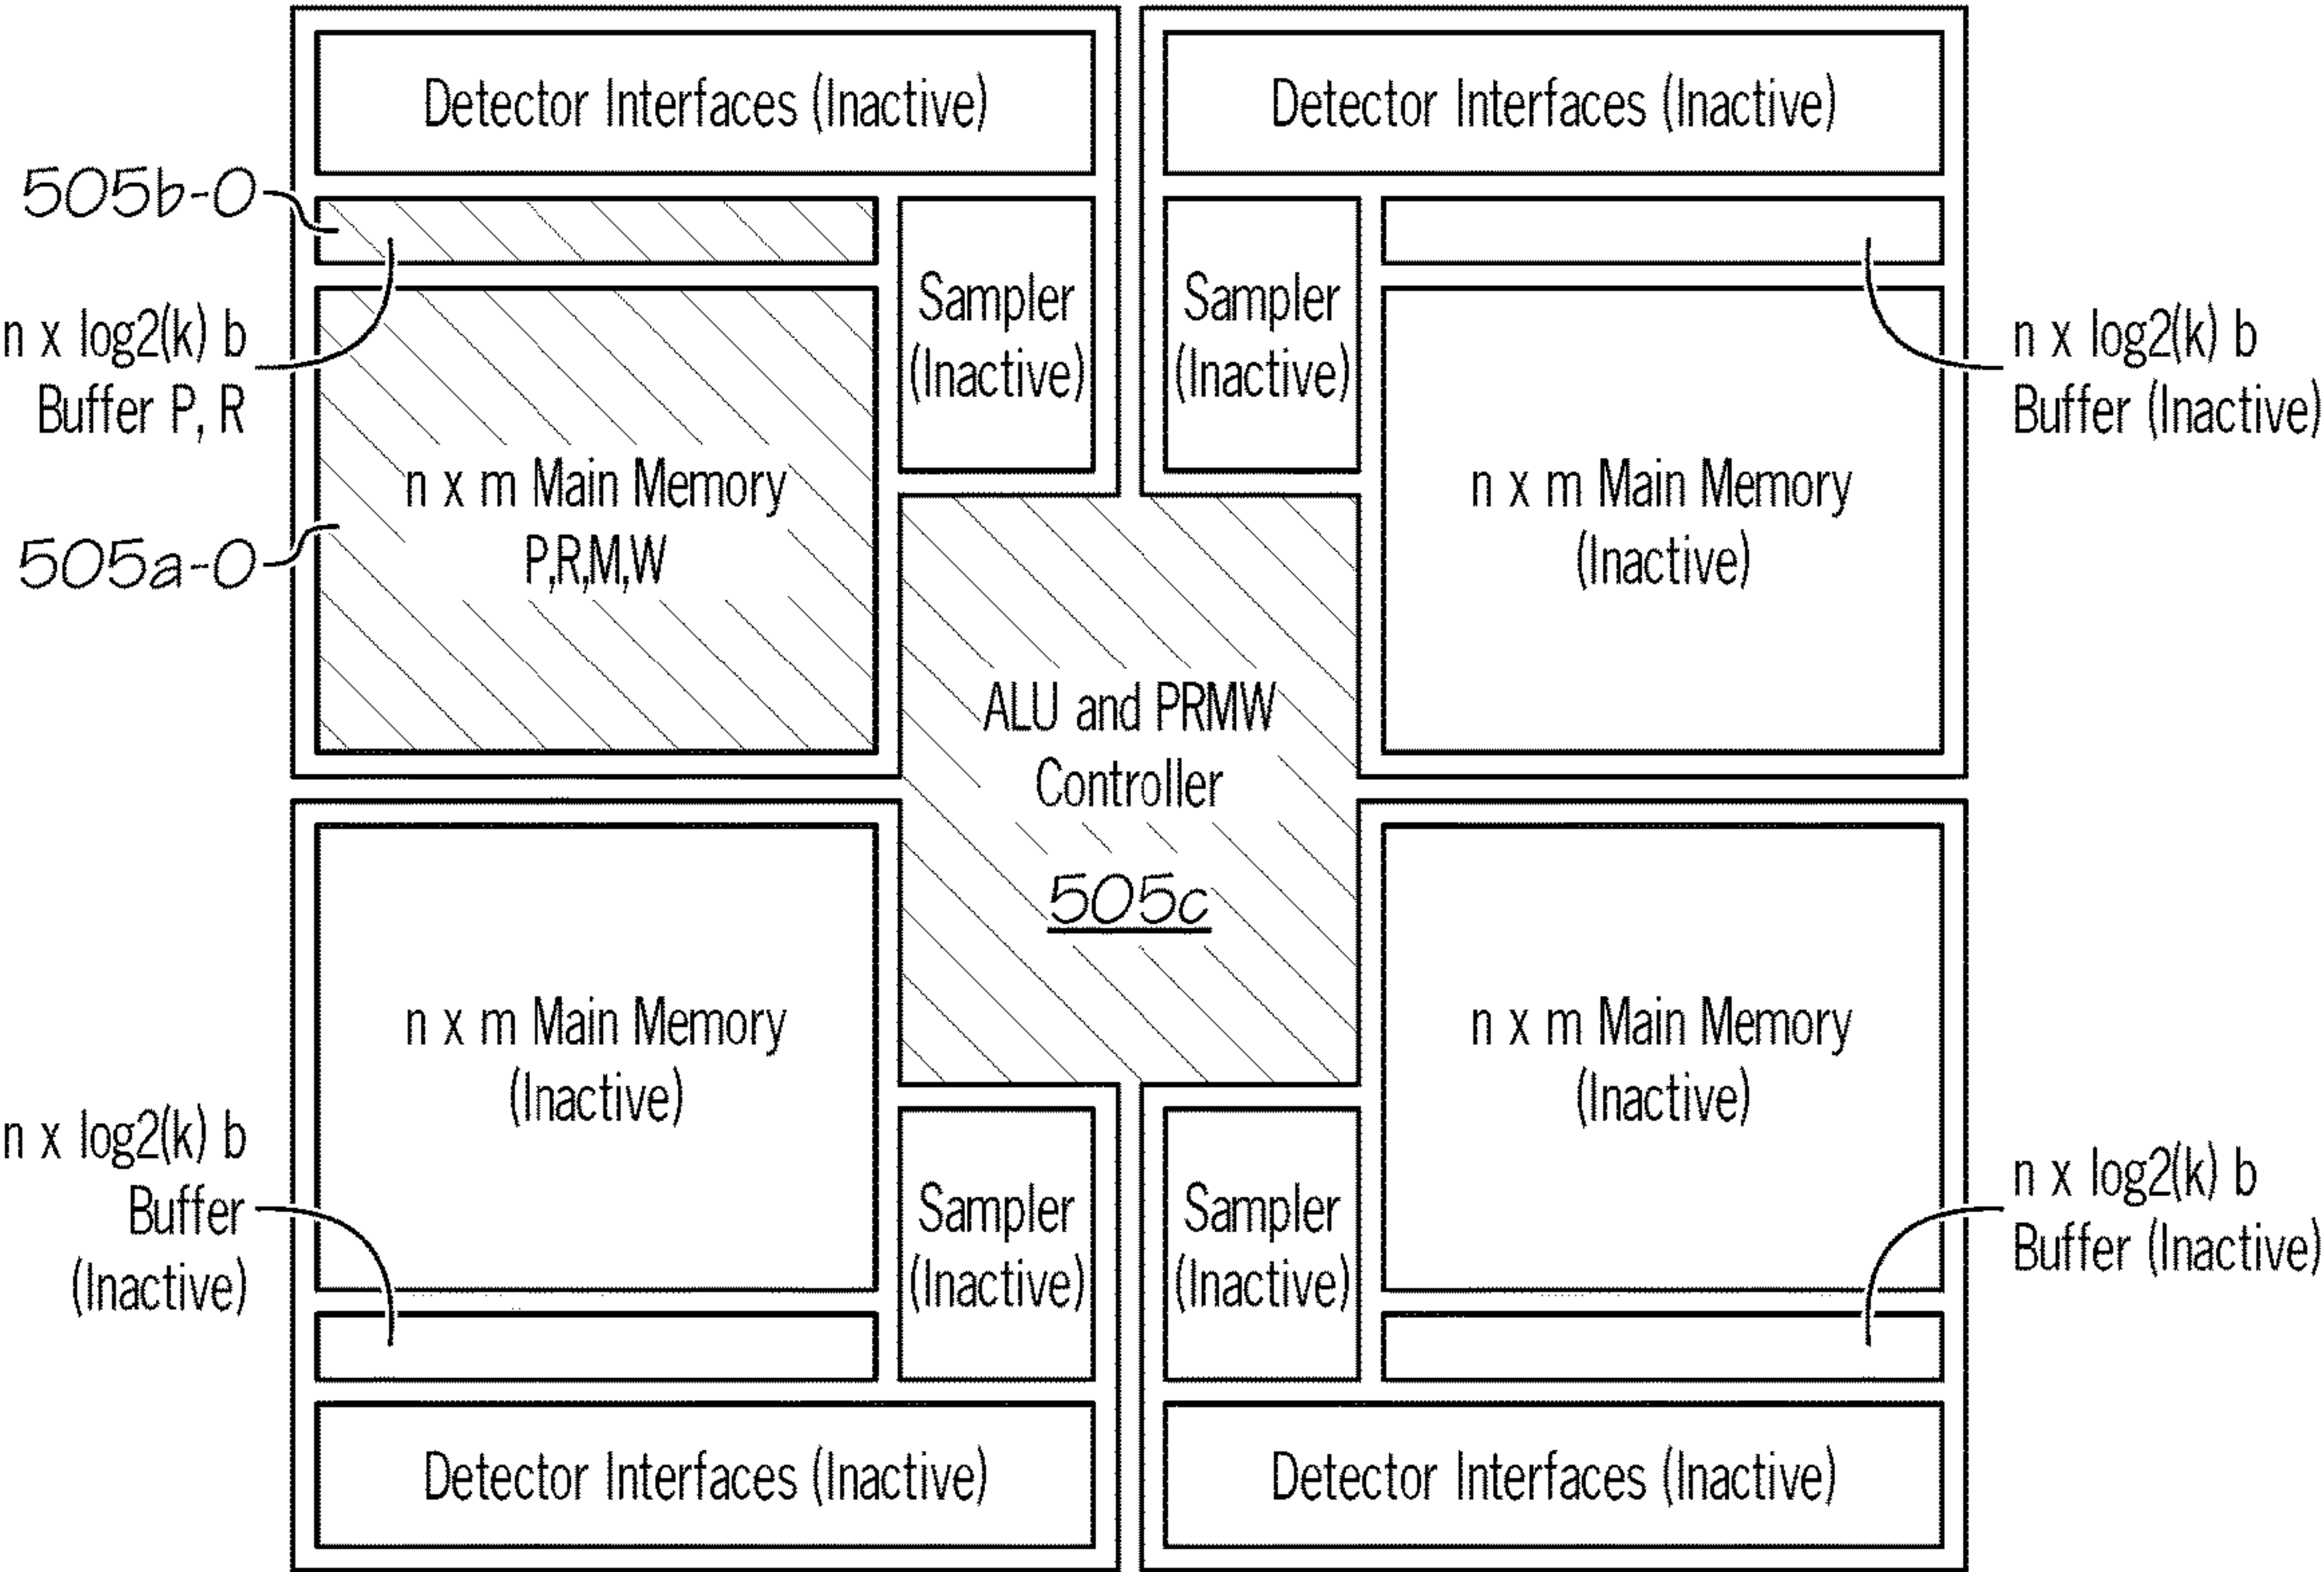 Detector Interfaces (Inactive)
Detector Interfaces (Inactive)
505b-0
n x log2(k) b
Buffer P, R
Sampler
(Inactive)
Sampler
(Inactive)
n x log2(k) b
Buffer (Inactive)
505a-0
n x m Main Memory
P,R,M,W
n x m Main Memory
(Inactive)
ALU and PRMW
Controller
505c
n x m Main Memory
(Inactive)
n x m Main Memory
(Inactive)
n x log2(k) b
Buffer
(Inactive)
Sampler
(Inactive)
Sampler
(Inactive)
n x log2(k) b
Buffer (Inactive)
Detector Interfaces (Inactive)
Detector Interfaces (Inactive)